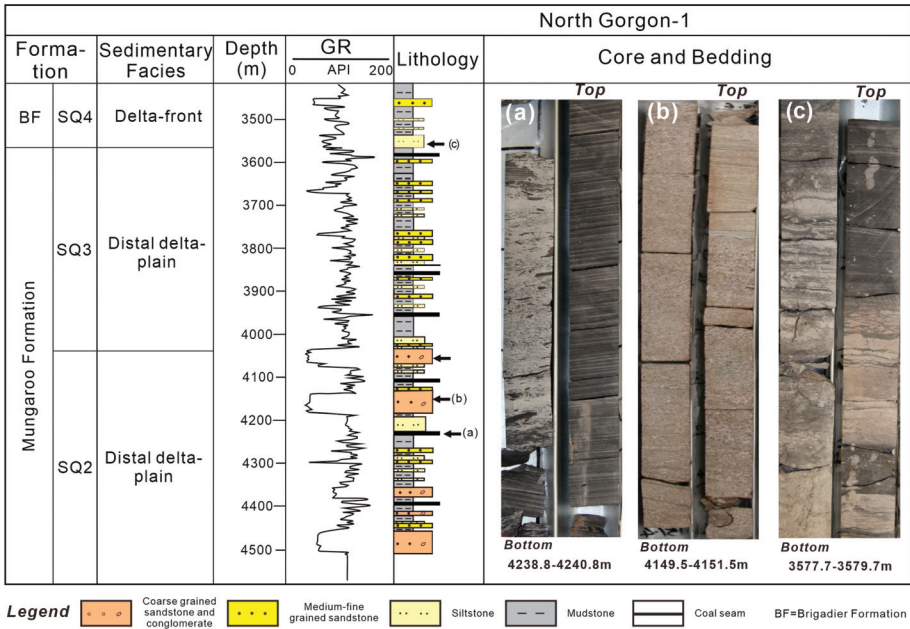 North Gorgon-1
Forma-
tion
Sedimentary
Facies
Depth
(m)
GR
0 API 200
Lithology
Core and Bedding
BF
SQ4
Delta-front
Mungaroo Formation
SQ3
Distal delta-
plain
SQ2
Distal delta-
plain
3500
3600
3700
3800
3900
4000
4100
4200
4300
4400
4500
(c)
(b)
(a)
Top
Top
Top
(a)
(b)
(c)
Bottom
4238.8-4240.8m
Bottom
4149.5-4151.5m
Bottom
3577.7-3579.7m
Legend
Coarse grained
sandstone and
conglomerate
Medium-fine
grained sandstone
Siltstone
Mudstone
Coal seam
BF=Brigadier Formation